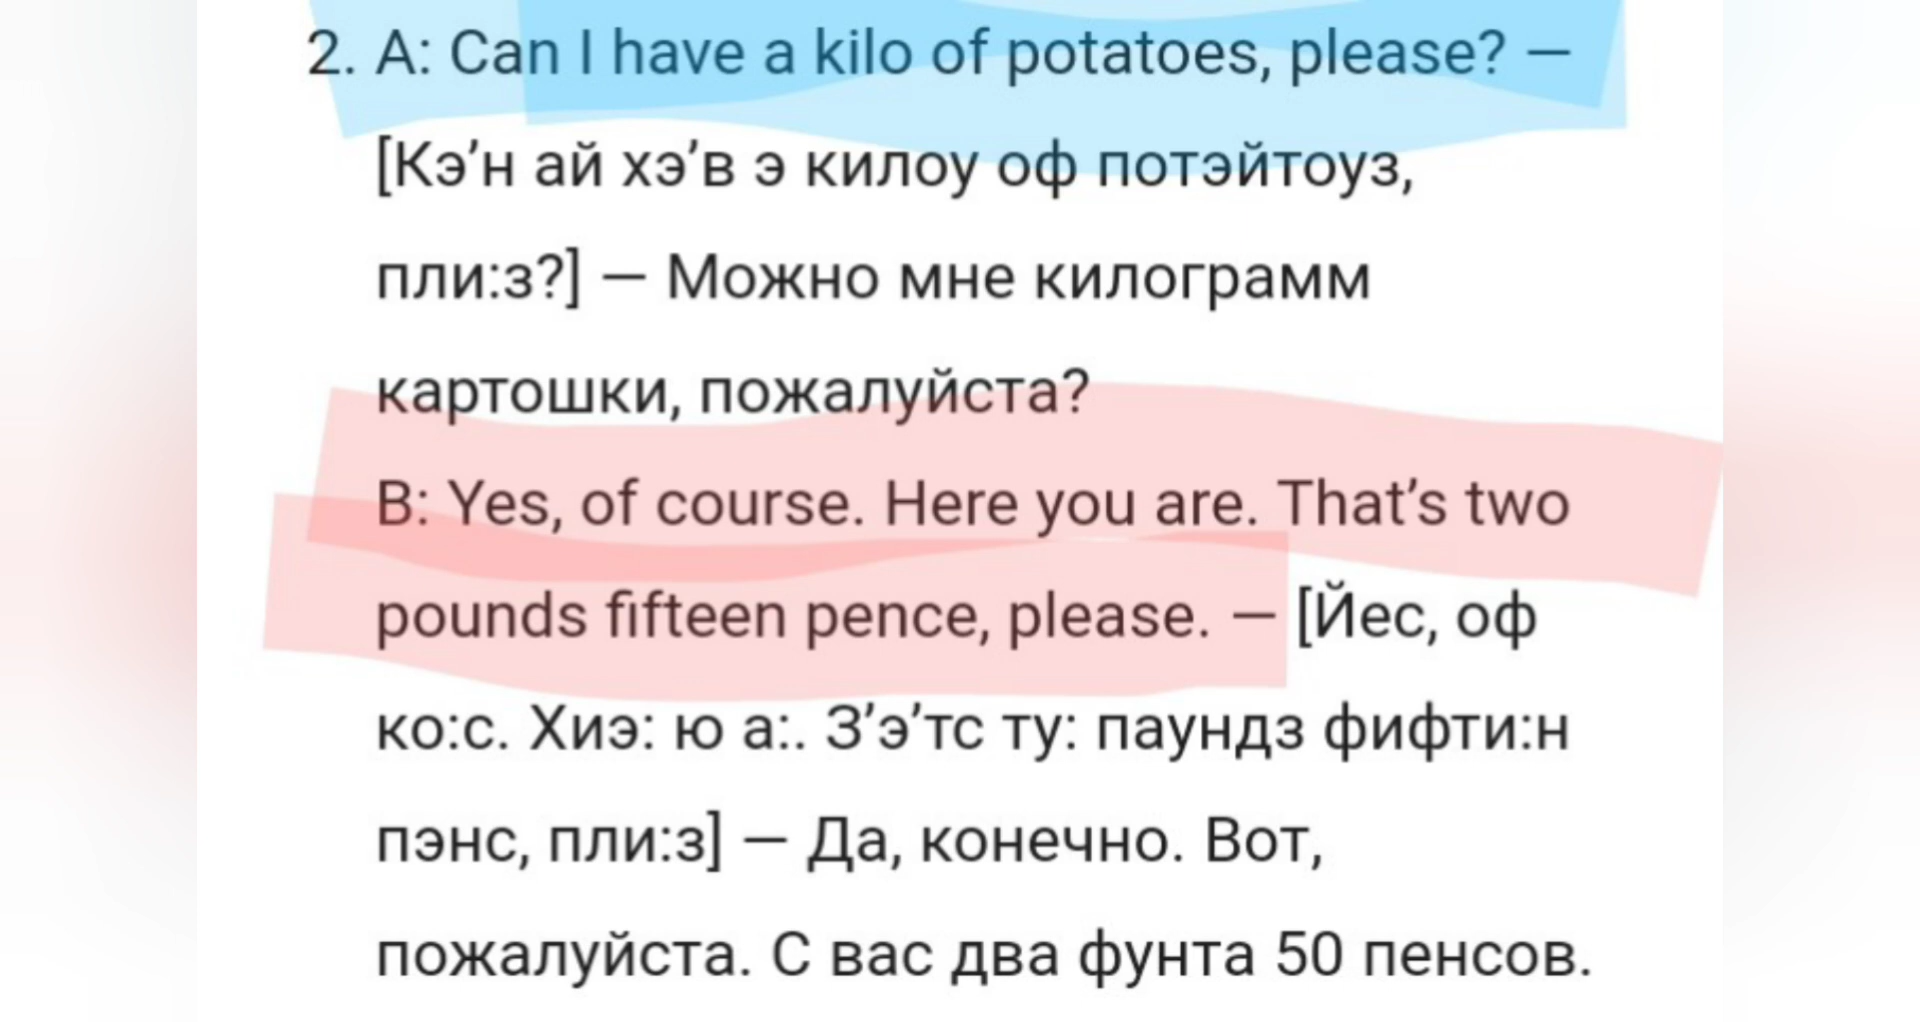 2. A: Can I have a kilo of potatoes, please? —
[Кэ’н ай хэ’в э килоу оф потэйтоуз,
пли:з?] — Можно мне килограмм
картошки, пожалуйста?
B: Yes, of course. Here you are. That’s two
pounds fifteen pence, please. — [Йес, оф
ко:с. Хиэ: ю а:. З’э’тс ту: паундз фифти:н
пэнс, пли:з] — Да, конечно. Вот,
пожалуйста. С вас два фунта 50 пенсов.